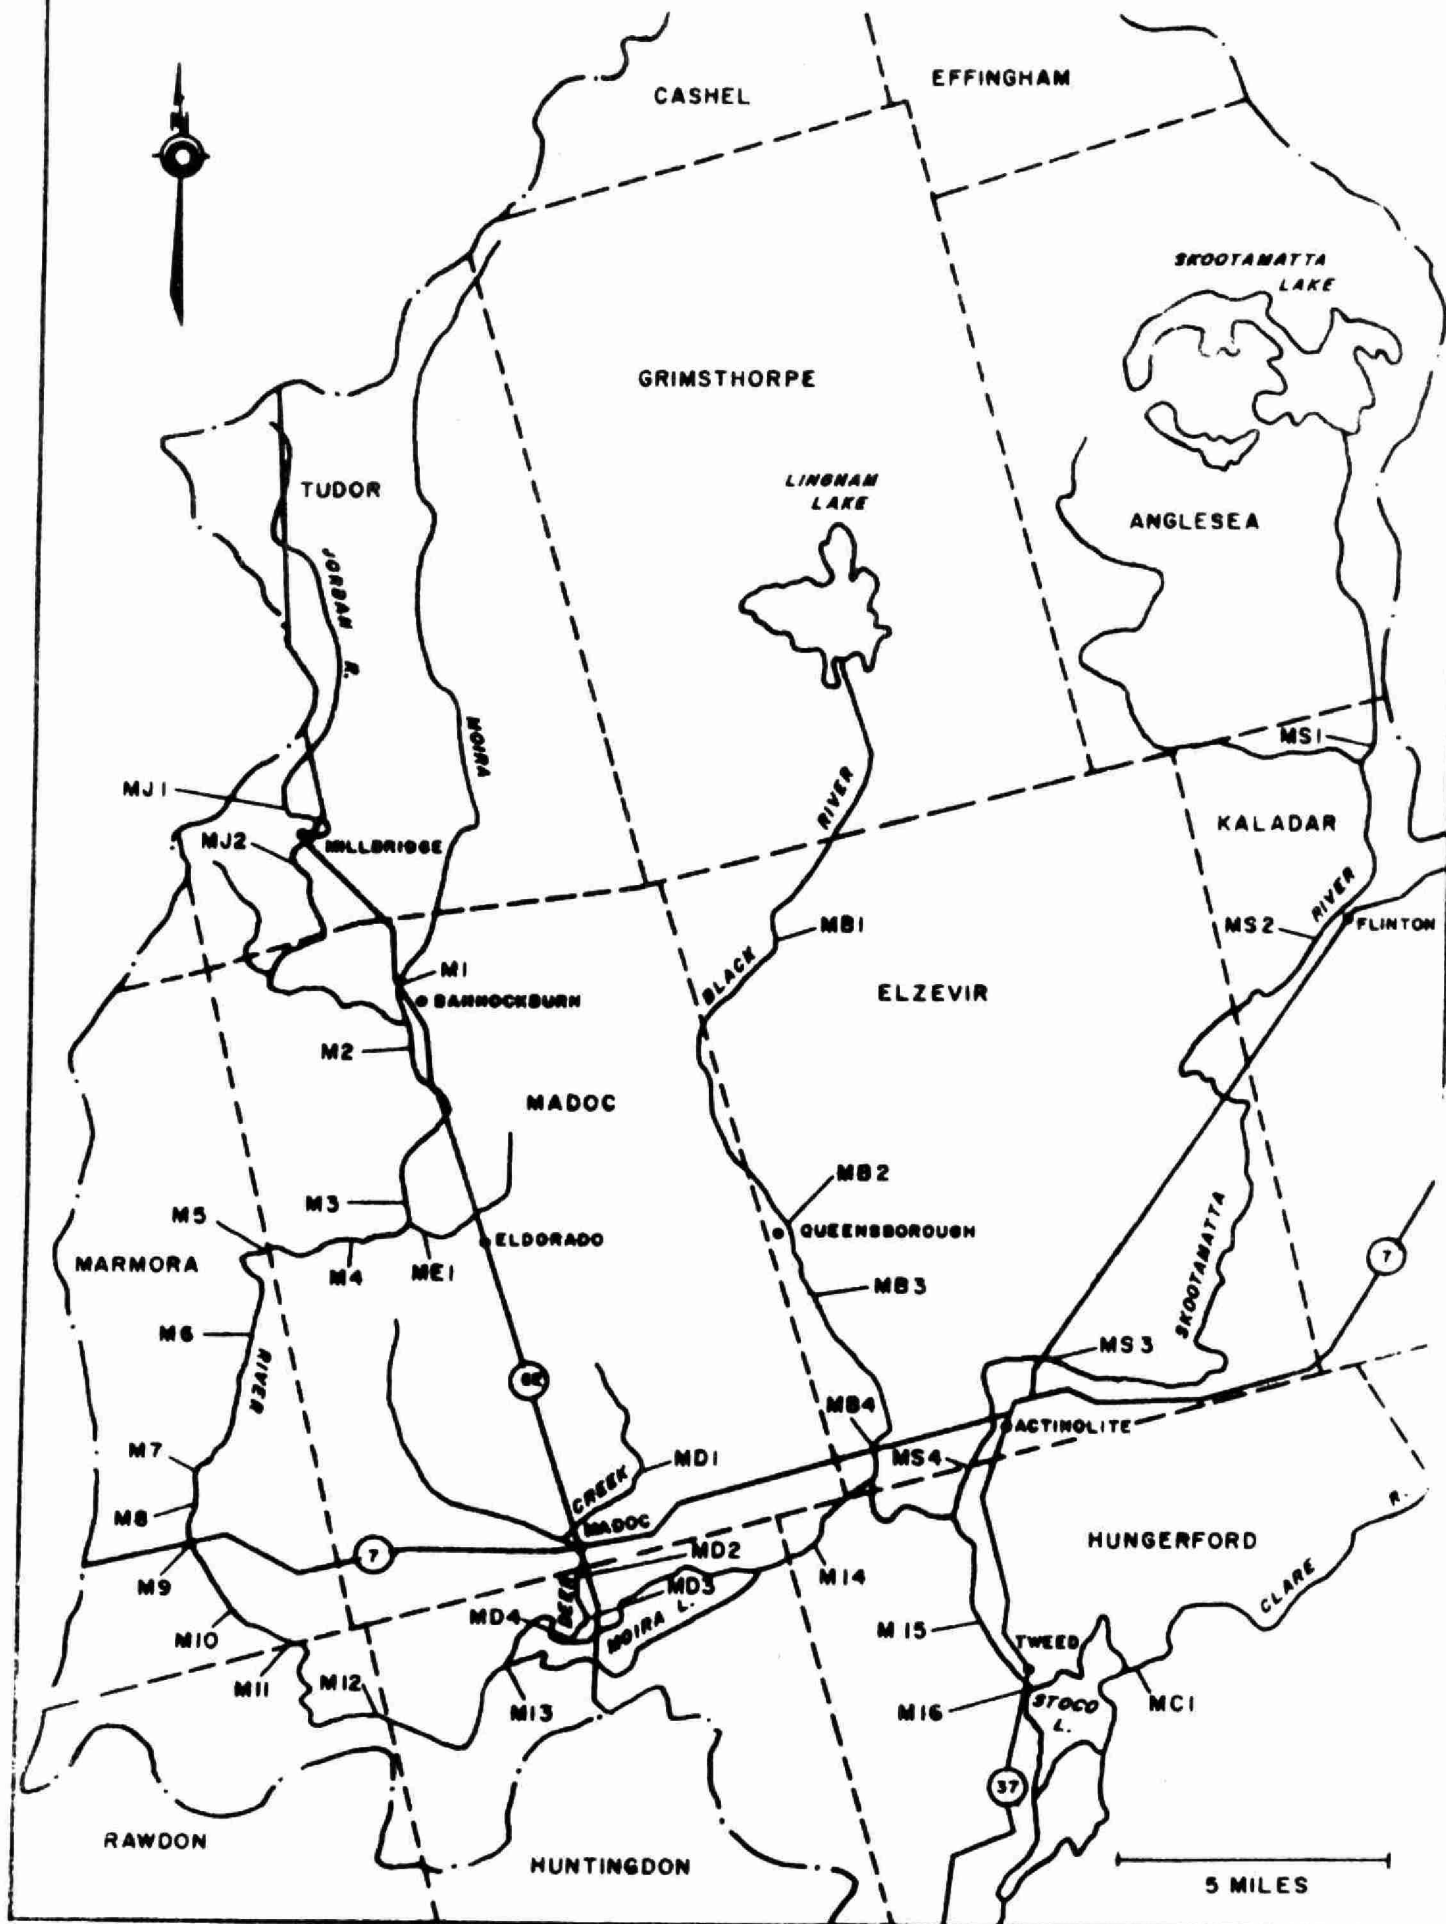 N
CASHEL
EFFINGHAM
SKOOTAMATTA
LAKE
GRIMSTHORPE
LINGHAM
LAKE
TUDOR
ANGLESEA
JORDAN R.
MOIRA
MS1
MJ1
RIVER
KALADAR
MJ2
MILLBRIDGE
RIVER
MS2
FLINTON
MB1
M1
BLACK
ELZEVIR
BANNOCKBURN
M2
MADOC
MB2
M3
M5
SKOOTAMATTA
QUEENSBOROUGH
ELDORADO
MARMORA
M4
ME1
7
MB3
M6
RIVER
MS3
MB4
ACTINOLITE
M7
MD1
MS4
CREEK
R.
M8
MADOC
HUNGERFORD
7
MD2
M9
DEER
MD3
M14
CLARE
MD4
MOIRA L.
M10
M15
TWEED
M11
M12
M13
M16
STOCO
L.
MC1
37
RAWDON
HUNTINGDON
5 MILES